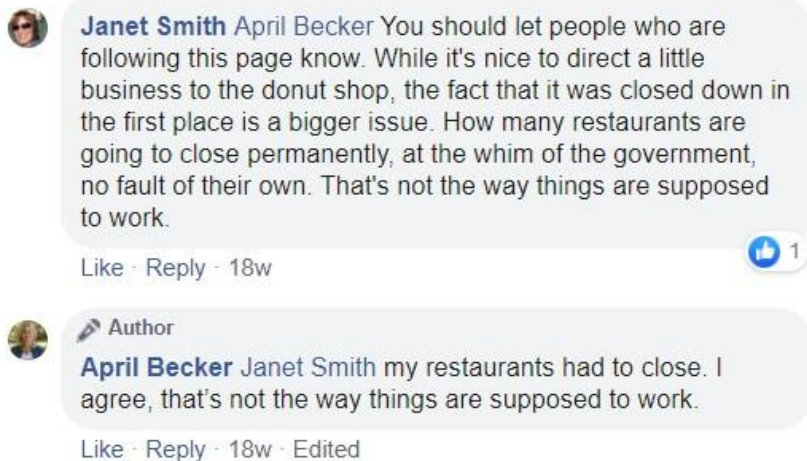 Janet Smith April Becker You should let people who are
following this page know. While it's nice to direct a little
business to the donut shop, the fact that it was closed down in
the first place is a bigger issue. How many restaurants are
going to close permanently, at the whim of the government,
no fault of their own. That's not the way things are supposed
to work.
1
Like · Reply · 18w
Author
April Becker Janet Smith my restaurants had to close. I
agree, that’s not the way things are supposed to work.
Like · Reply · 18w · Edited